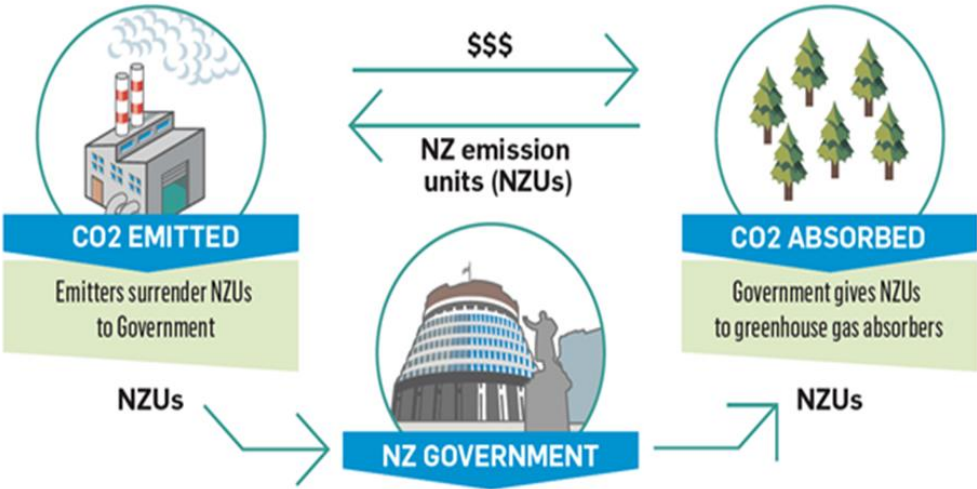 $$$
NZ emission
units (NZUs)
CO2 EMITTED
CO2 ABSORBED
Emitters surrender NZUs
to Government
Government gives NZUs
to greenhouse gas absorbers
NZUs
NZUs
NZ GOVERNMENT